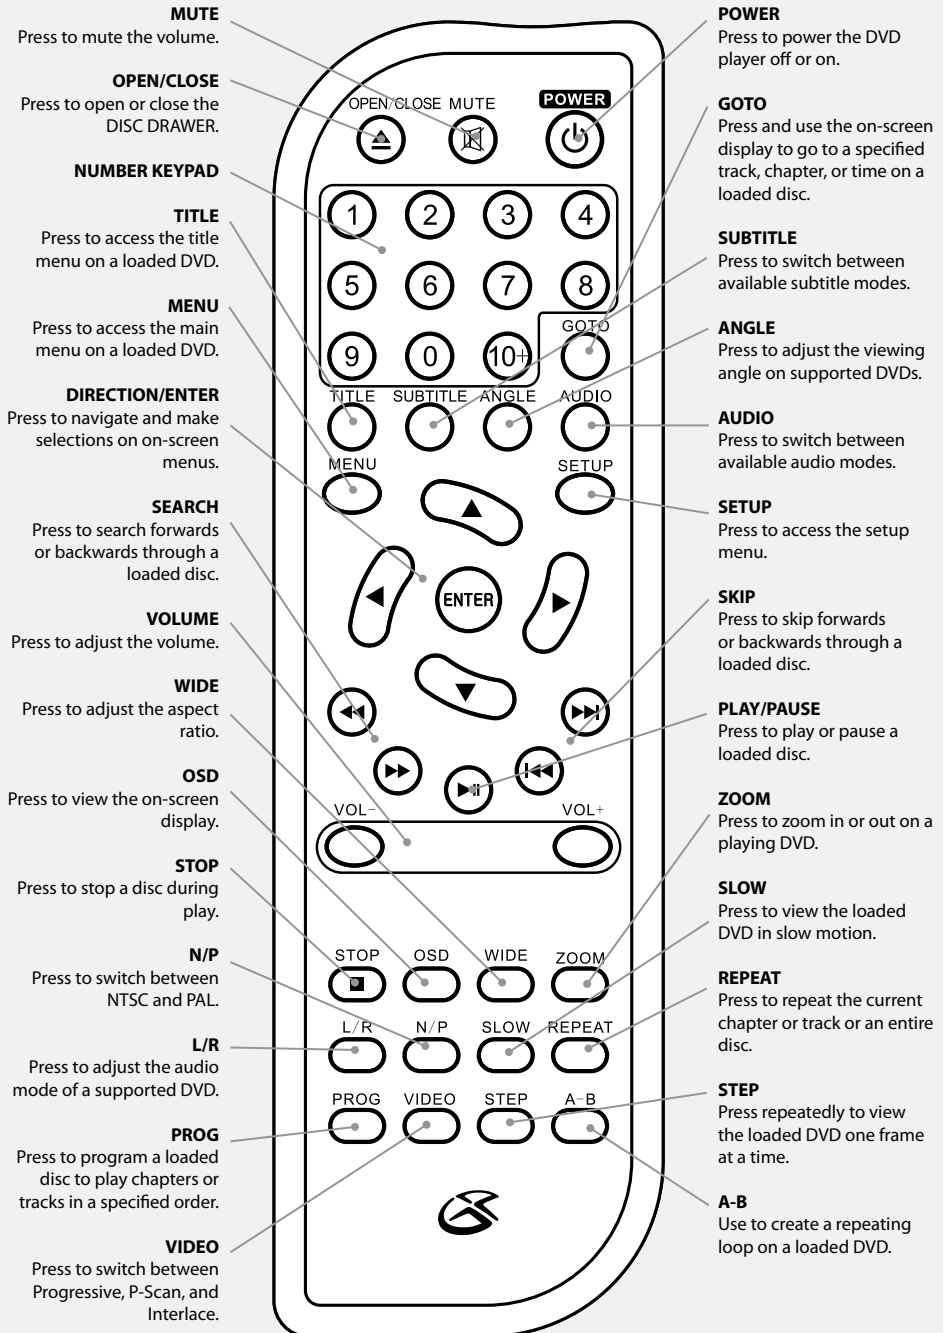 MUTE
Press to mute the volume.
OPEN/CLOSE
Press to open or close the
DISC DRAWER.
NUMBER KEYPAD
TITLE
Press to access the title
menu on a loaded DVD.
MENU
Press to access the main
menu on a loaded DVD.
DIRECTION/ENTER
Press to navigate and make
selections on on-screen
menus.
SEARCH
Press to search forwards
or backwards through a
loaded disc.
VOLUME
Press to adjust the volume.
WIDE
Press to adjust the aspect
ratio.
OSD
Press to view the on-screen
display.
STOP
Press to stop a disc during
play.
N/P
Press to switch between
NTSC and PAL.
L/R
Press to adjust the audio
mode of a supported DVD.
PROG
Press to program a loaded
disc to play chapters or
tracks in a specified order.
VIDEO
Press to switch between
Progressive, P-Scan, and
Interlace.
OPEN/CLOSE MUTE POWER
1 2 3 4
5 6 7 8
GOTO
9 0 10+
TITLE SUBTITLE ANGLE AUDIO
MENU SETUP
ENTER
VOL- VOL+
STOP OSD WIDE ZOOM
L/R N/P SLOW REPEAT
PROG VIDEO STEP A-B
POWER
Press to power the DVD
player off or on.
GOTO
Press and use the on-screen
display to go to a specified
track, chapter, or time on a
loaded disc.
SUBTITLE
Press to switch between
available subtitle modes.
ANGLE
Press to adjust the viewing
angle on supported DVDs.
AUDIO
Press to switch between
available audio modes.
SETUP
Press to access the setup
menu.
SKIP
Press to skip forwards
or backwards through a
loaded disc.
PLAY/PAUSE
Press to play or pause a
loaded disc.
ZOOM
Press to zoom in or out on a
playing DVD.
SLOW
Press to view the loaded
DVD in slow motion.
REPEAT
Press to repeat the current
chapter or track or an entire
disc.
STEP
Press repeatedly to view
the loaded DVD one frame
at a time.
A-B
Use to create a repeating
loop on a loaded DVD.